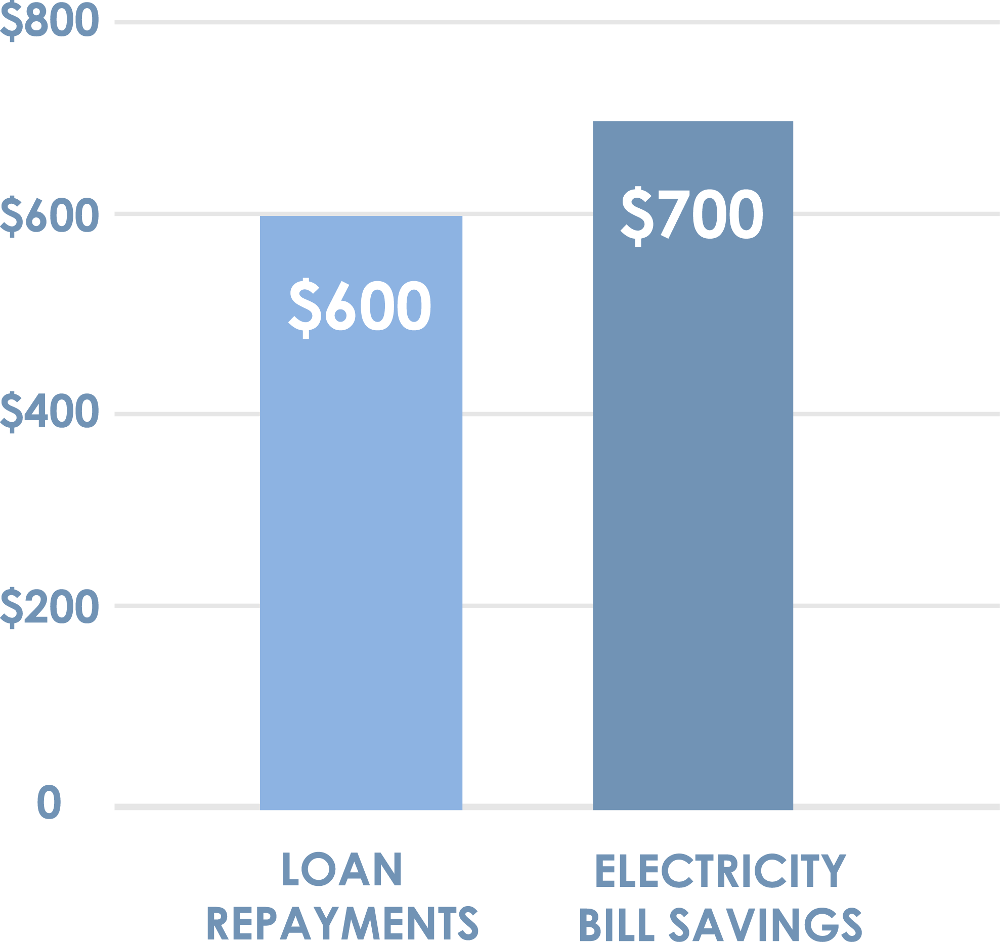 $800
$600
$700
$600
$400
$200
0
LOAN
REPAYMENTS
ELECTRICITY
BILL SAVINGS